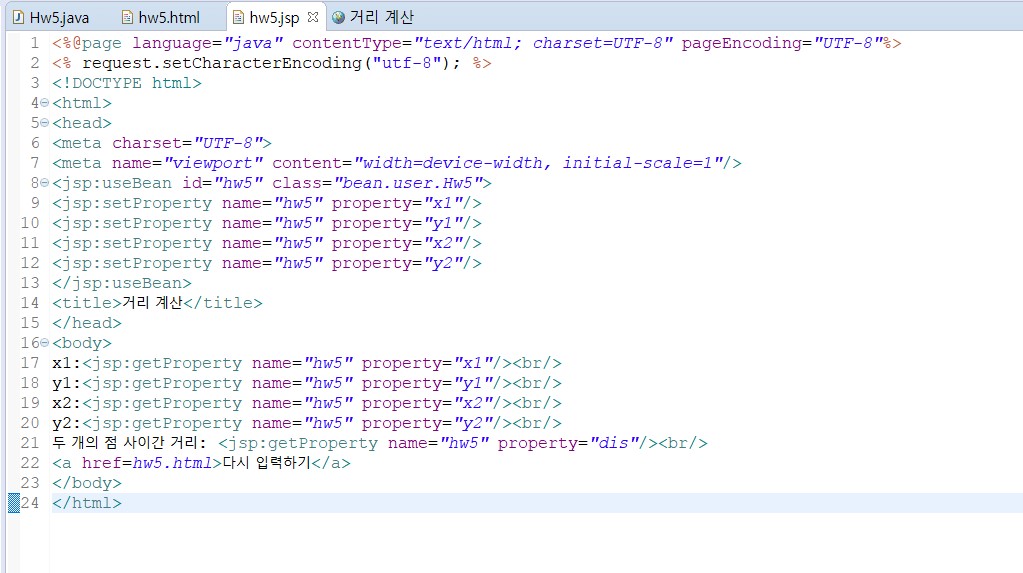 Hw5.java hw5.html hw5.jsp 거리 계산
1 <%@page language="java" contentType="text/html; charset=UTF-8" pageEncoding="UTF-8"%>
2 <% request.setCharacterEncoding("utf-8"); %>
3 <!DOCTYPE html>
4 <html>
5 <head>
6 <meta charset="UTF-8">
7 <meta name="viewport" content="width=device-width, initial-scale=1"/>
8 <jsp:useBean id="hw5" class="bean.user.Hw5">
9 <jsp:setProperty name="hw5" property="x1"/>
10 <jsp:setProperty name="hw5" property="y1"/>
11 <jsp:setProperty name="hw5" property="x2"/>
12 <jsp:setProperty name="hw5" property="y2"/>
13 </jsp:useBean>
14 <title>거리 계산</title>
15 </head>
16 <body>
17 x1:<jsp:getProperty name="hw5" property="x1"/><br/>
18 y1:<jsp:getProperty name="hw5" property="y1"/><br/>
19 x2:<jsp:getProperty name="hw5" property="x2"/><br/>
20 y2:<jsp:getProperty name="hw5" property="y2"/><br/>
21 두 개의 점 사이간 거리: <jsp:getProperty name="hw5" property="dis"/><br/>
22 <a href=hw5.html>다시 입력하기</a>
23 </body>
24 </html>